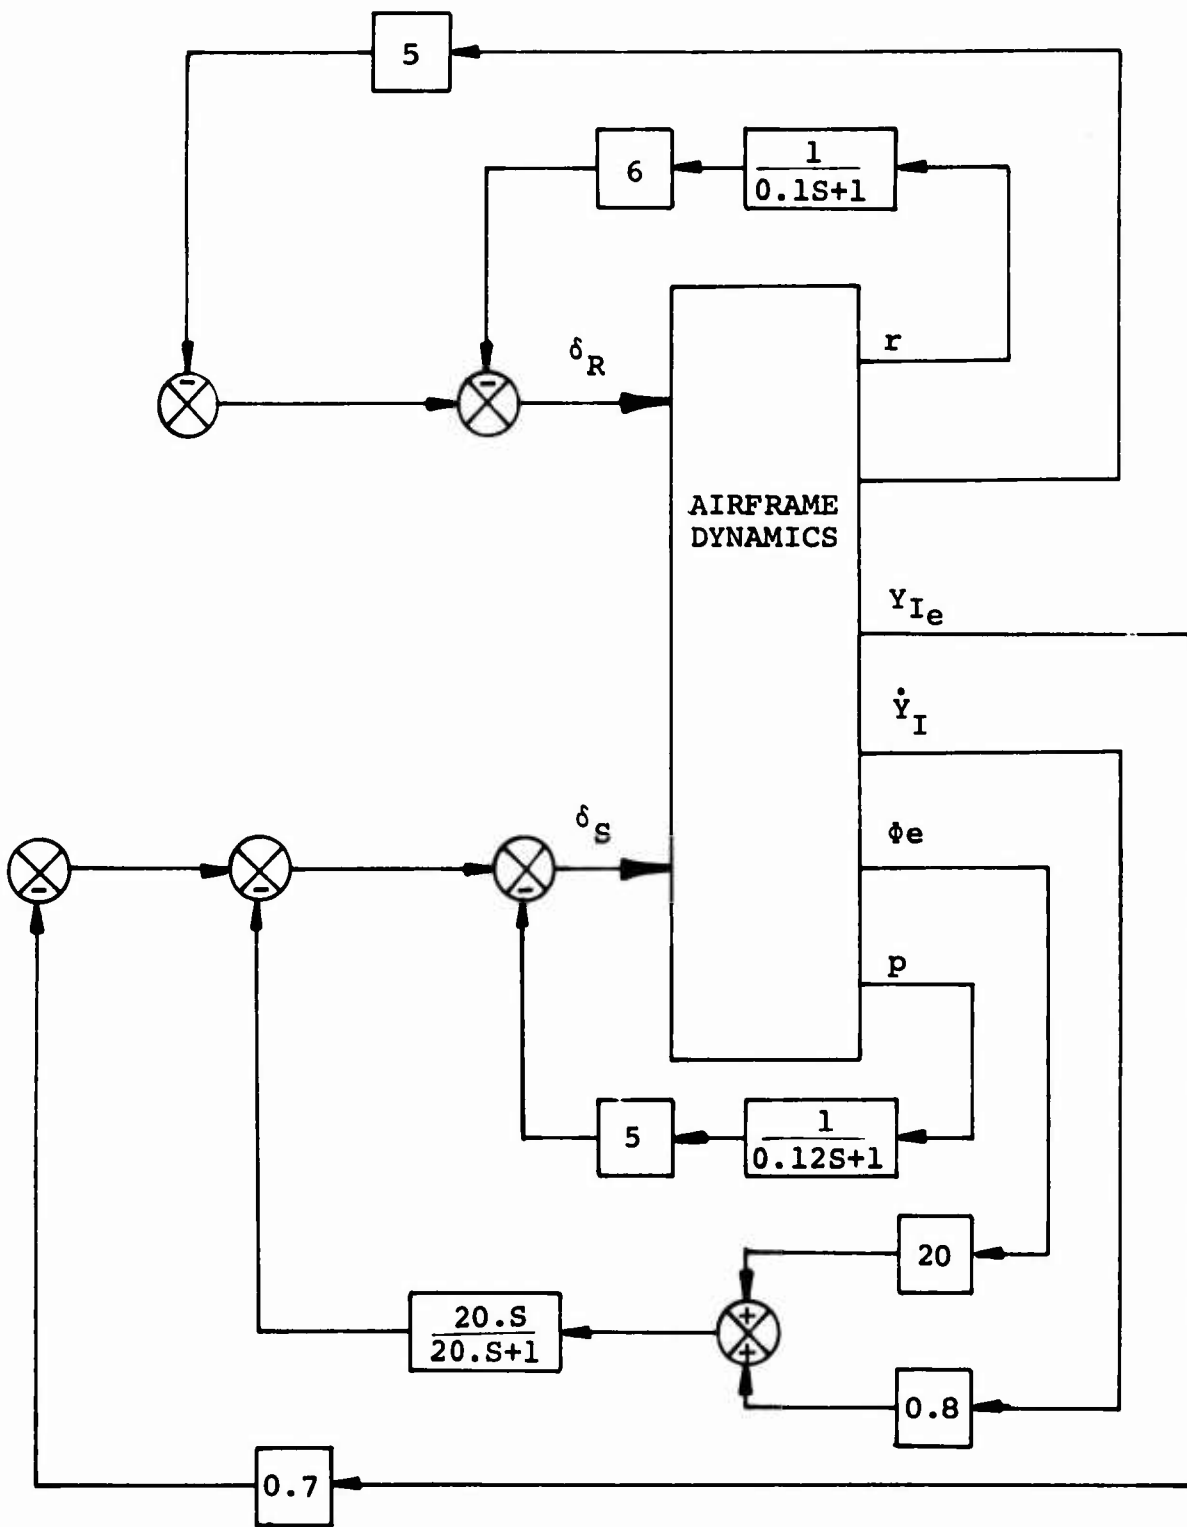 5
6
1
0.1S+1
-
-
δR
r
AIRFRAME
DYNAMICS
YIe
ẎI
δS
Φe
-
-
-
p
5
1
0.12S+1
20
20.S
20.S+1
+
+
0.8
0.7